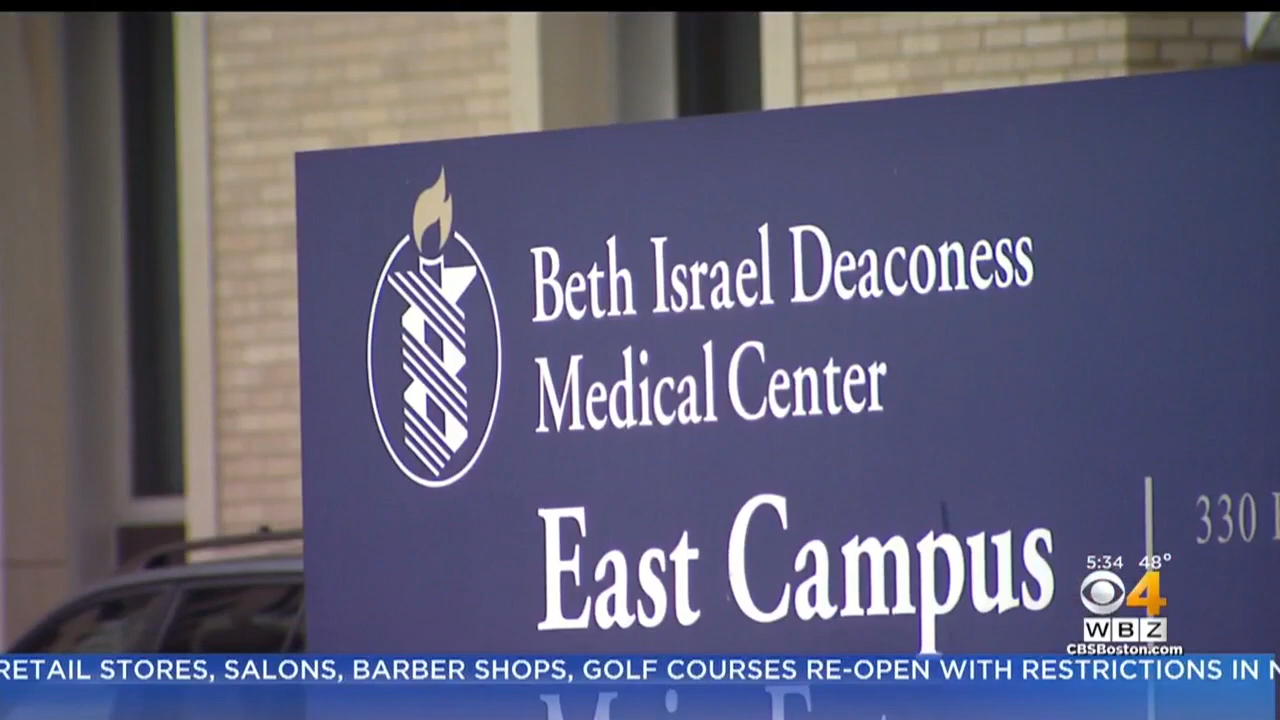 Beth Israel Deaconess
Medical Center
East Campus
330
5:34 48°
4
WBZ
CBSBoston.com
RETAIL STORES, SALONS, BARBER SHOPS, GOLF COURSES RE-OPEN WITH RESTRICTIONS IN